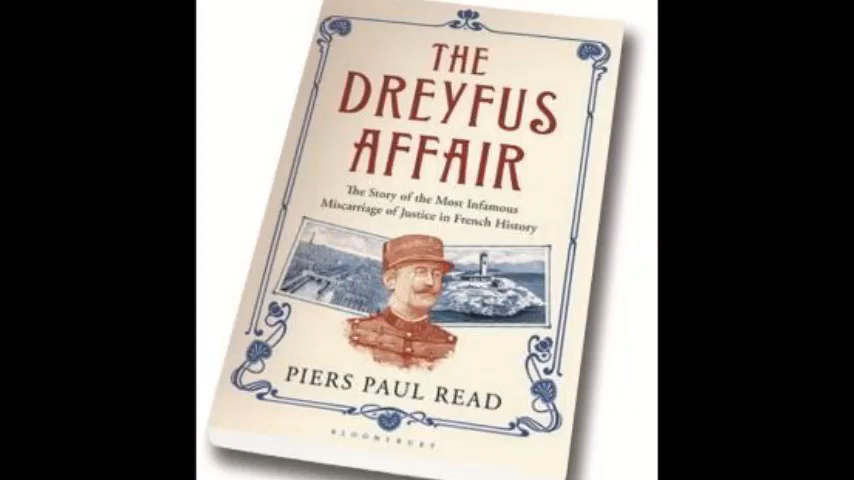 THE
DREYFUS
AFFAIR
The Story of the Most Infamous
Miscarriage of Justice in French History
PIERS PAUL READ
BLOOMSBURY